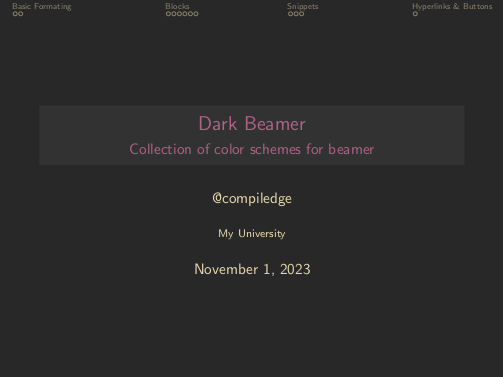 Basic Formating Blocks Snippets Hyperlinks & Buttons
Dark Beamer
Collection of color schemes for beamer
@compiledge
My University
November 1, 2023